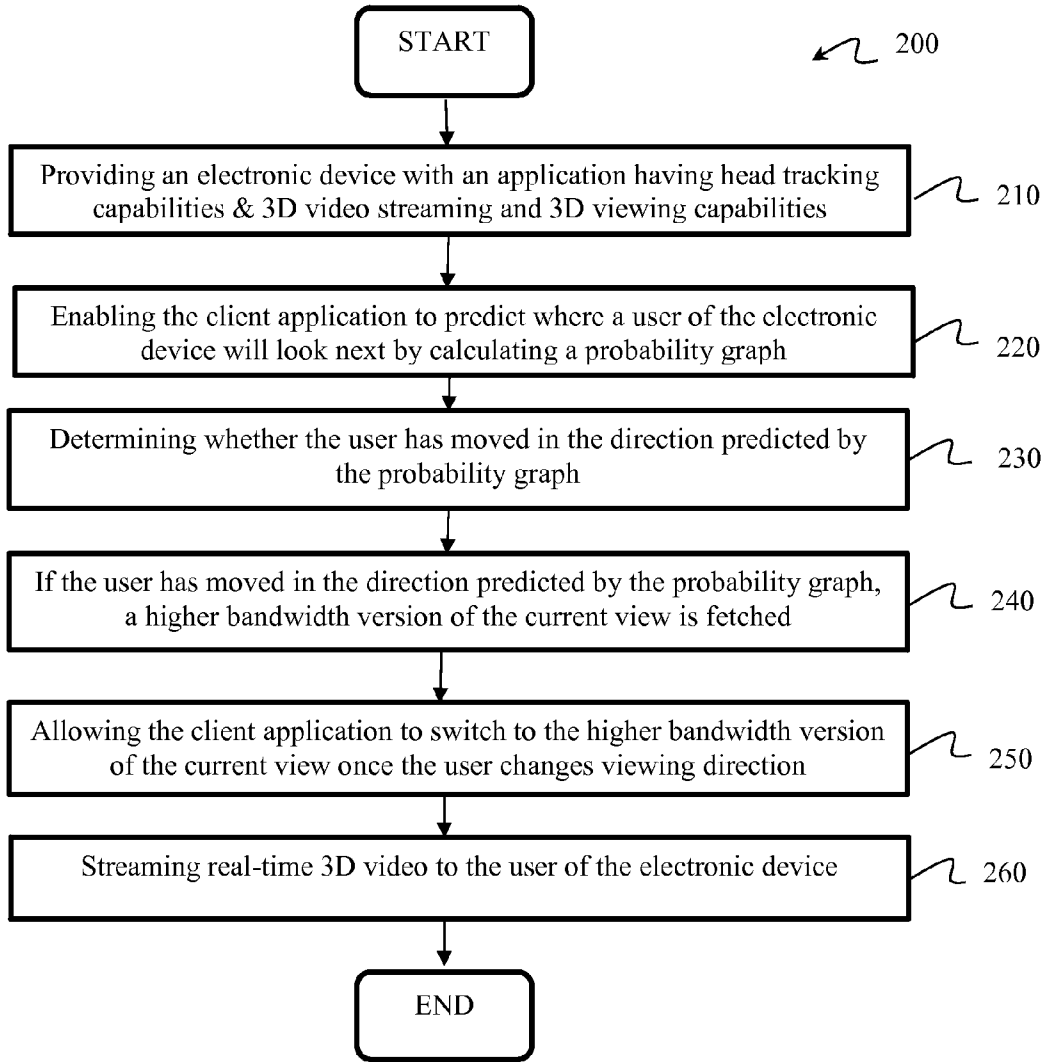 START
200
Providing an electronic device with an application having head tracking
capabilities & 3D video streaming and 3D viewing capabilities
210
Enabling the client application to predict where a user of the electronic
device will look next by calculating a probability graph
220
Determining whether the user has moved in the direction predicted by
the probability graph
230
If the user has moved in the direction predicted by the probability graph,
a higher bandwidth version of the current view is fetched
240
Allowing the client application to switch to the higher bandwidth version
of the current view once the user changes viewing direction
250
Streaming real-time 3D video to the user of the electronic device
260
END